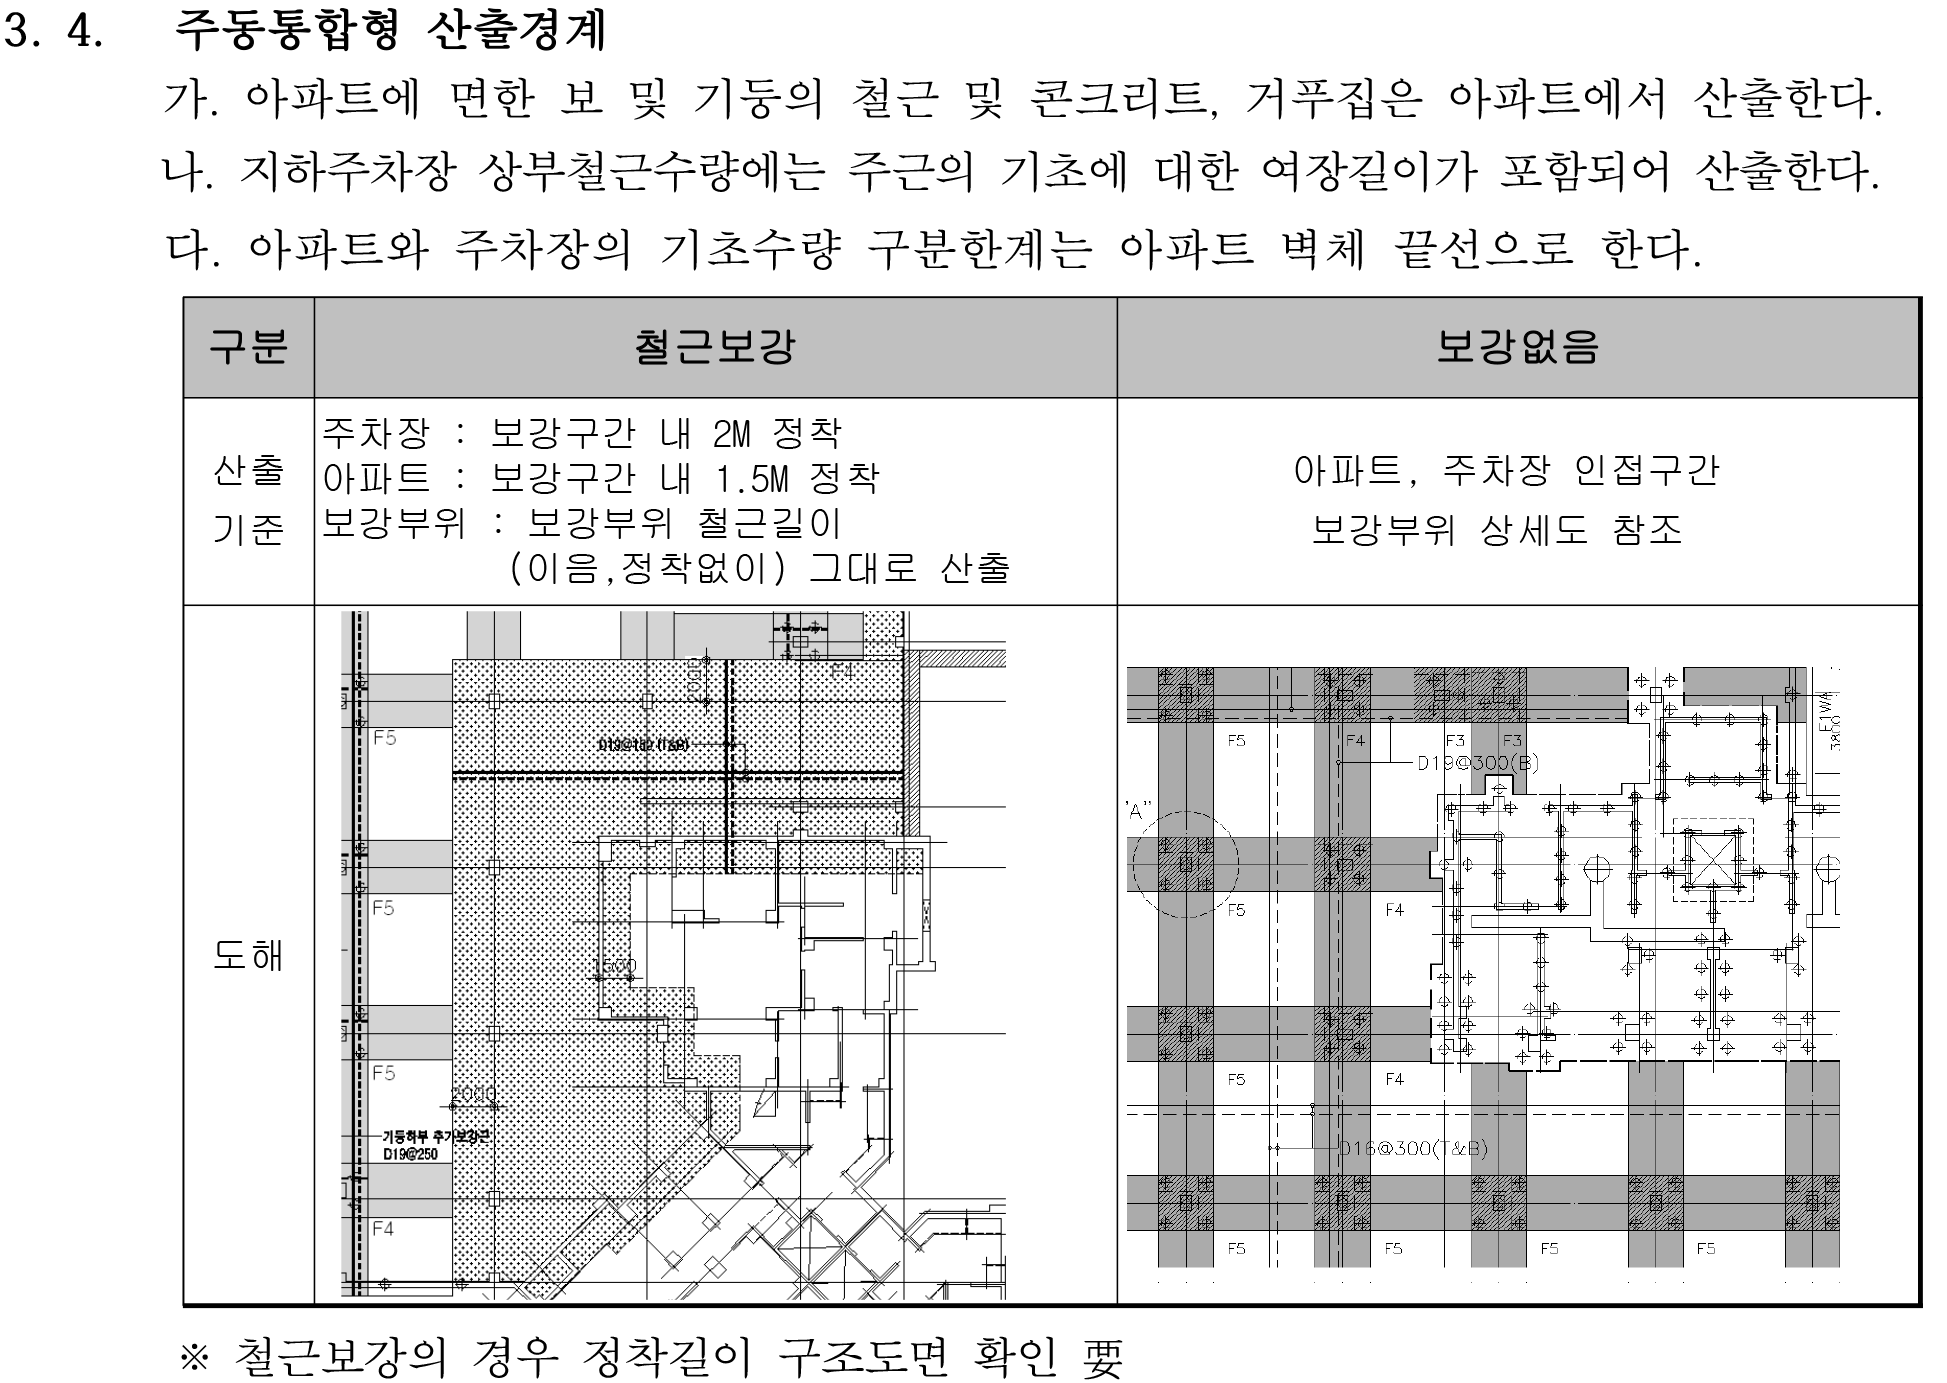 3. 4. 주동통합형 산출경계
가. 아파트에 면한 보 및 기둥의 철근 및 콘크리트, 거푸집은 아파트에서 산출한다.
나. 지하주차장 상부철근수량에는 주근의 기초에 대한 여장길이가 포함되어 산출한다.
다. 아파트와 주차장의 기초수량 구분한계는 아파트 벽체 끝선으로 한다.
구분
철근보강
보강없음
산출
기준
주차장 : 보강구간 내 2M 정착
아파트 : 보강구간 내 1.5M 정착
보강부위 : 보강부위 철근길이
(이음,정착없이) 그대로 산출
아파트, 주차장 인접구간
보강부위 상세도 참조
도해
2000
F4
F5
D19@150 (T&B)
F5
1500
F5
2000
기둥하부 추가보강근
D19@250
F4
F5
F4
F3
F3
D19@300(B)
"A"
F5
F4
F5
F4
D16@300(T&B)
F5
F5
F5
F5
3800
※ 철근보강의 경우 정착길이 구조도면 확인 要